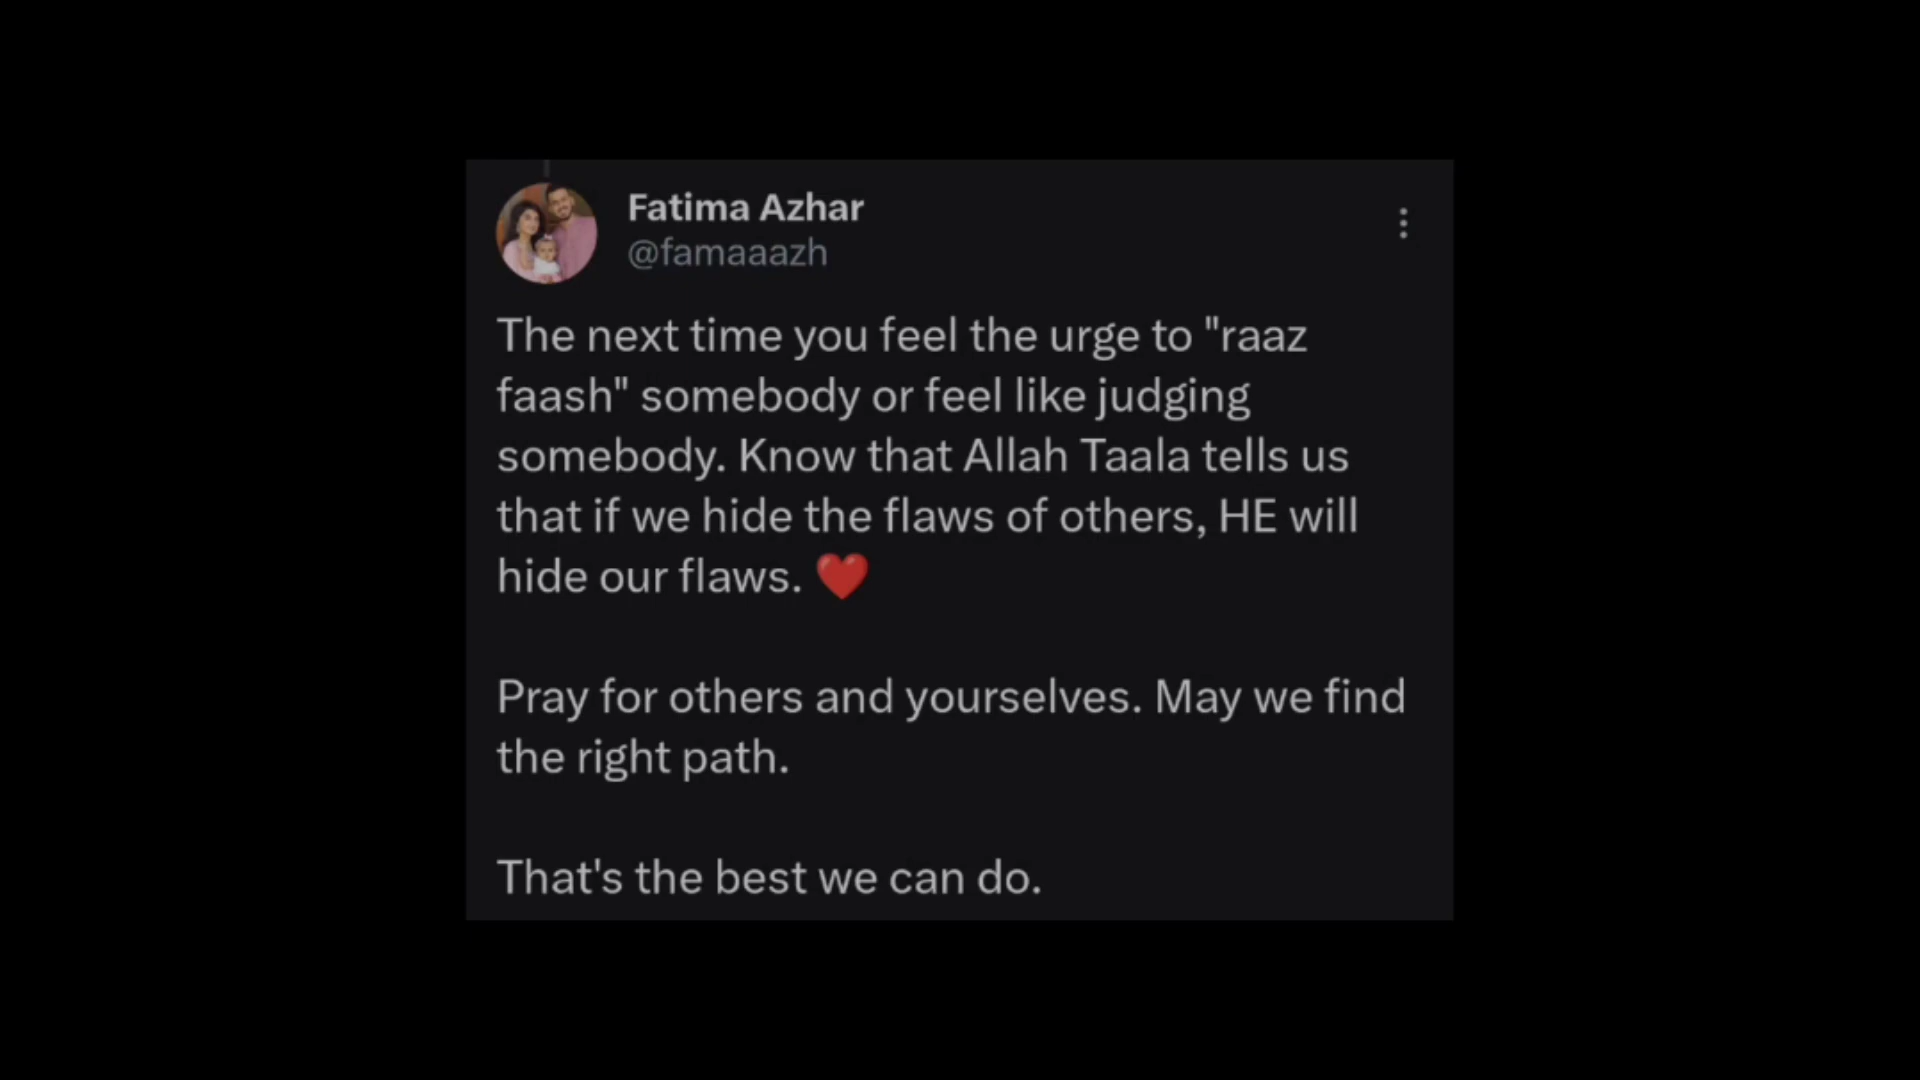 Fatima Azhar
@famaaazh
The next time you feel the urge to "raaz
faash" somebody or feel like judging
somebody. Know that Allah Taala tells us
that if we hide the flaws of others, HE will
hide our flaws. ❤️
Pray for others and yourselves. May we find
the right path.
That's the best we can do.